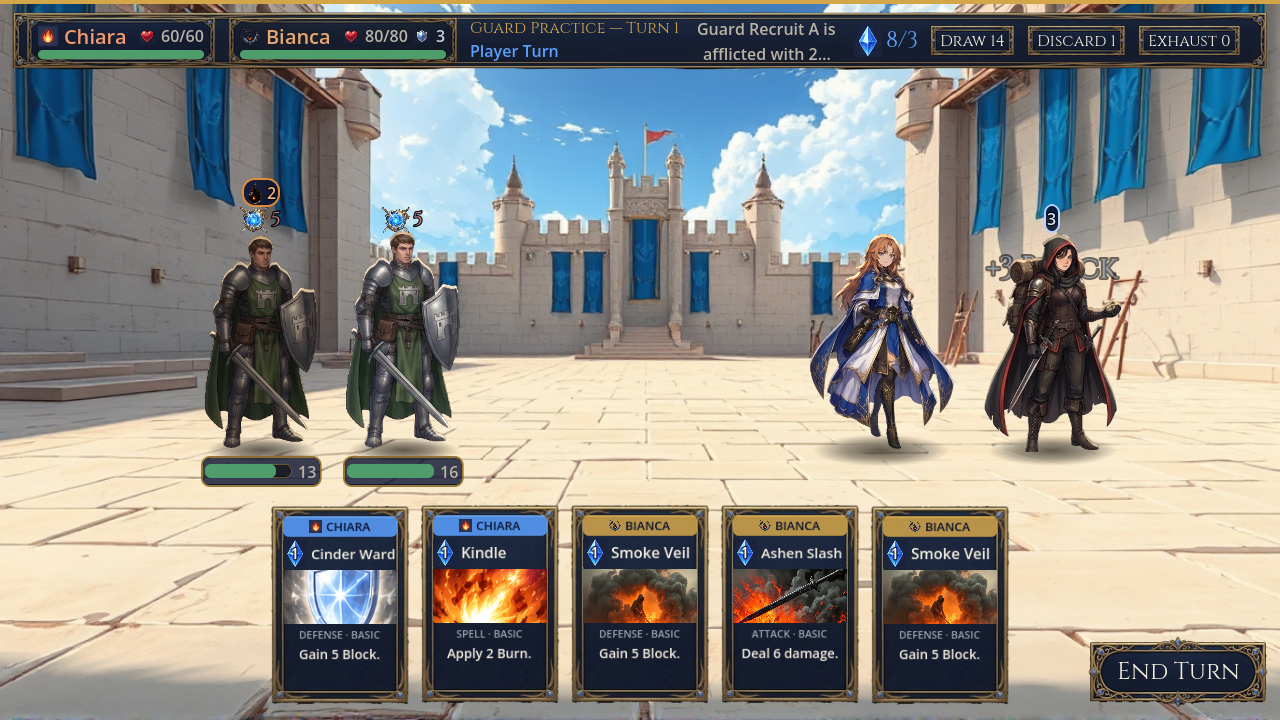 Chiara 60/60
Bianca 80/80 3
GUARD PRACTICE — TURN 1
Player Turn
Guard Recruit A is
afflicted with 2...
8/3
DRAW 14
DISCARD 1
EXHAUST 0
2
5
5
3
13
16
CHIARA
1 Cinder Ward
DEFENSE · BASIC
Gain 5 Block.
CHIARA
1 Kindle
SPELL · BASIC
Apply 2 Burn.
BIANCA
1 Smoke Veil
DEFENSE · BASIC
Gain 5 Block.
BIANCA
1 Ashen Slash
ATTACK · BASIC
Deal 6 damage.
BIANCA
1 Smoke Veil
DEFENSE · BASIC
Gain 5 Block.
END TURN